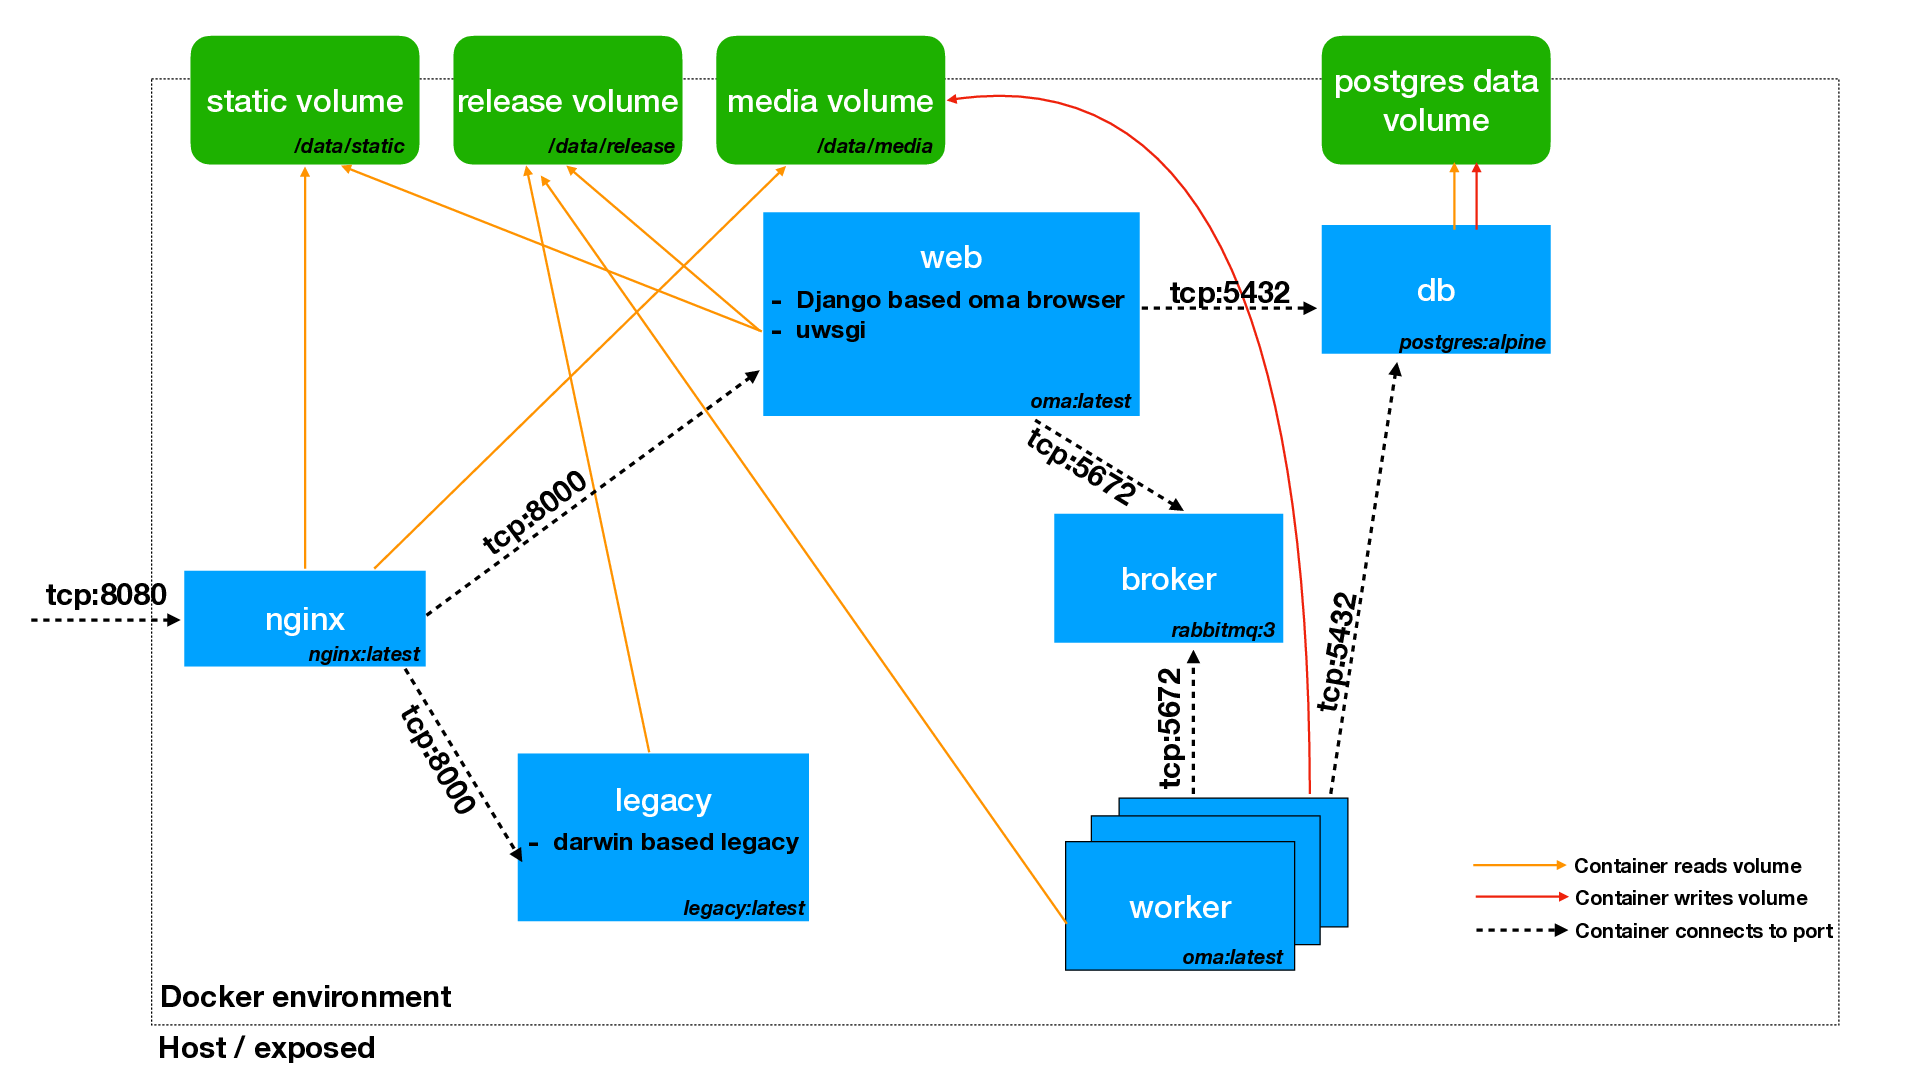 static volume
/data/static
release volume
/data/release
media volume
/data/media
postgres data
volume
web
- Django based oma browser
- uwsgi
oma:latest
tcp:5432
db
postgres:alpine
tcp:5672
tcp:8000
broker
rabbitmq:3
tcp:8080
nginx
nginx:latest
tcp:5432
tcp:5672
tcp:8000
legacy
- darwin based legacy
legacy:latest
worker
oma:latest
Container reads volume
Container writes volume
Container connects to port
Docker environment
Host / exposed